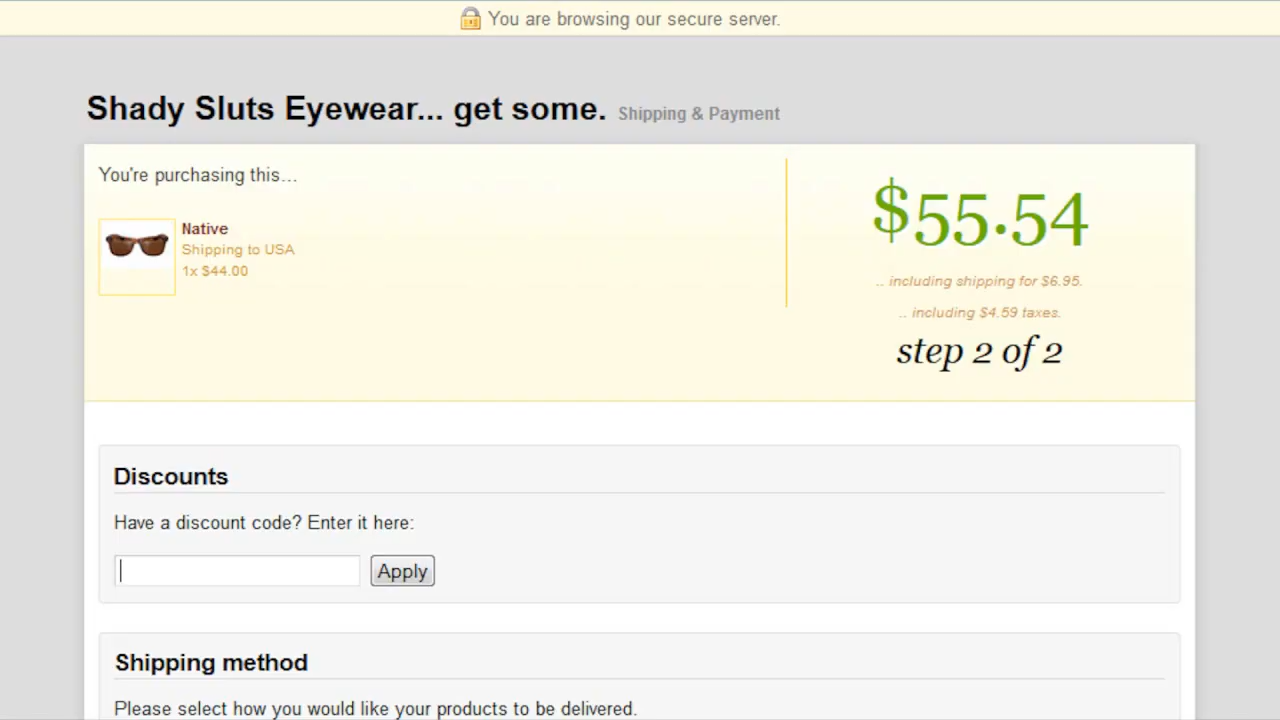 You are browsing our secure server.
Shady Sluts Eyewear... get some. Shipping & Payment
You're purchasing this...
Native
Shipping to USA
1x $44.00
$55.54
.. including shipping for $6.95.
.. including $4.59 taxes.
step 2 of 2
Discounts
Have a discount code? Enter it here:
Apply
Shipping method
Please select how you would like your products to be delivered.